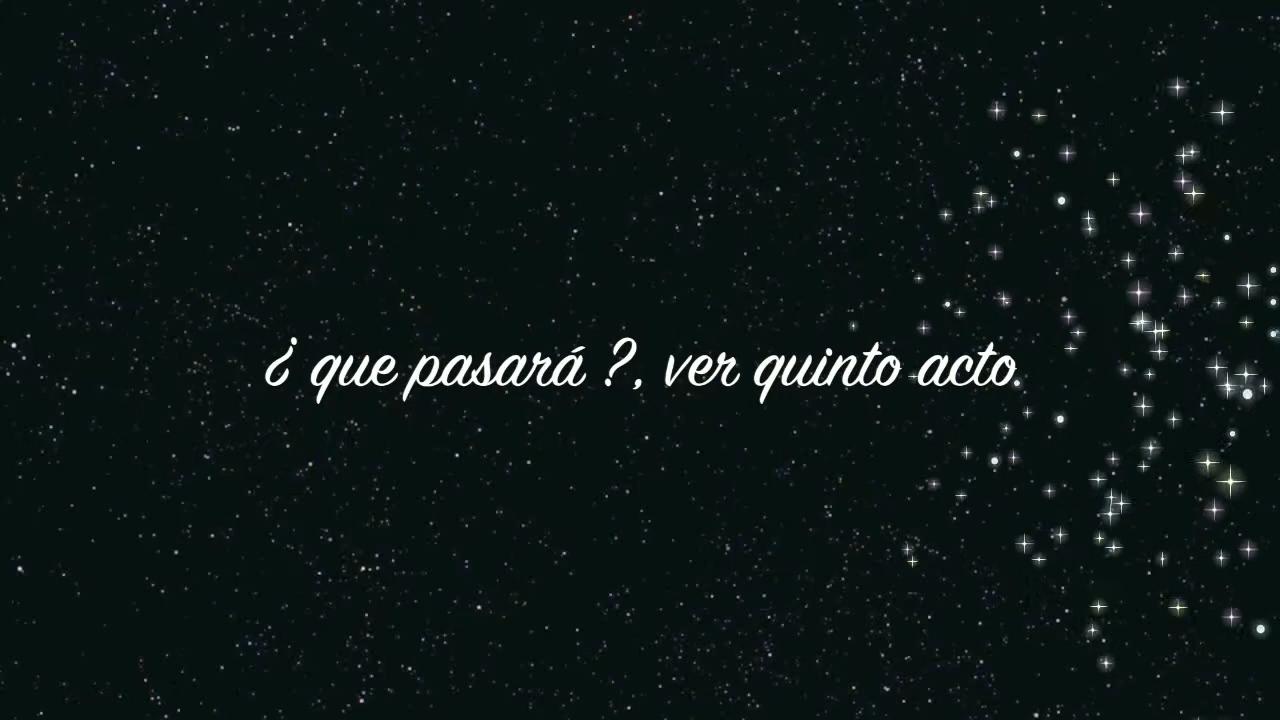 ¿ que pasará ?, ver quinto acto.